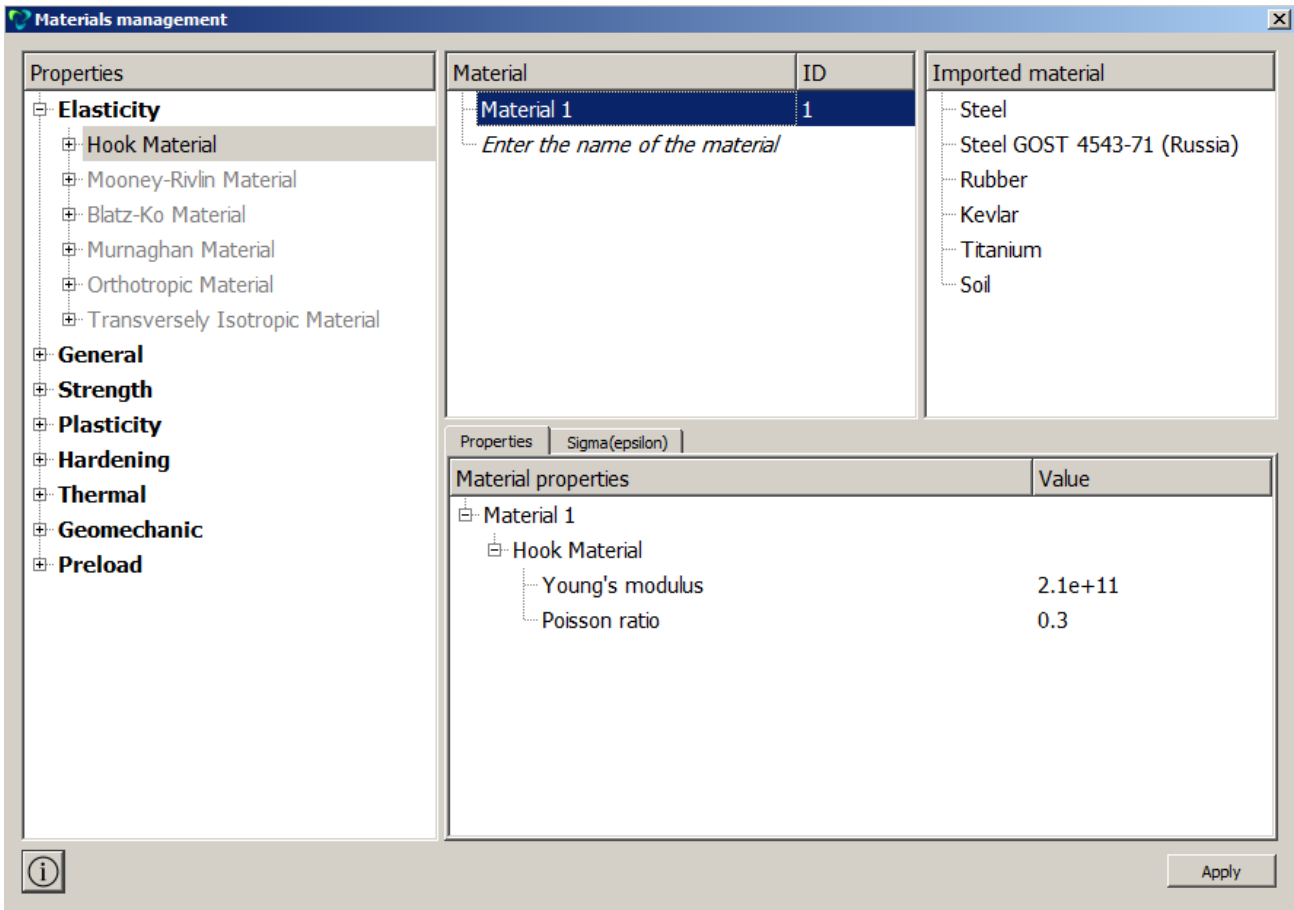 Materials management
Properties
Elasticity
Hook Material
Mooney-Rivlin Material
Blatz-Ko Material
Murnaghan Material
Orthotropic Material
Transversely Isotropic Material
General
Strength
Plasticity
Hardening
Thermal
Geomechanic
Preload
Material ID
Material 1 1
Enter the name of the material
Imported material
Steel
Steel GOST 4543-71 (Russia)
Rubber
Kevlar
Titanium
Soil
Properties Sigma(epsilon)
Material properties Value
Material 1
Hook Material
Young's modulus 2.1e+11
Poisson ratio 0.3
Apply